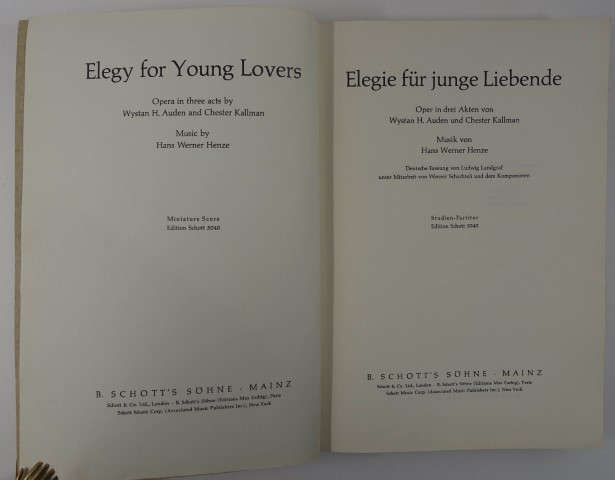 Elegy for Young Lovers
Opera in three acts by
Wystan H. Auden and Chester Kallman
Music by
Hans Werner Henze
Miniature Score
Edition Schott 5040
B. SCHOTT'S SÖHNE · MAINZ
Schott & Co. Ltd., London · B. Schott's Söhne (Editions Max Eschig), Paris
Schott Music Corp. (Associated Music Publishers Inc.), New York
Elegie für junge Liebende
Oper in drei Akten von
Wystan H. Auden und Chester Kallman
Musik von
Hans Werner Henze
Deutsche Fassung von Ludwig Landgraf
unter Mitarbeit von Werner Schachteli und dem Komponisten
Studien-Partitur
Edition Schott 5040
B. SCHOTT'S SÖHNE · MAINZ
Schott & Co. Ltd., London · B. Schott's Söhne (Editions Max Eschig), Paris
Schott Music Corp. (Associated Music Publishers Inc.), New York